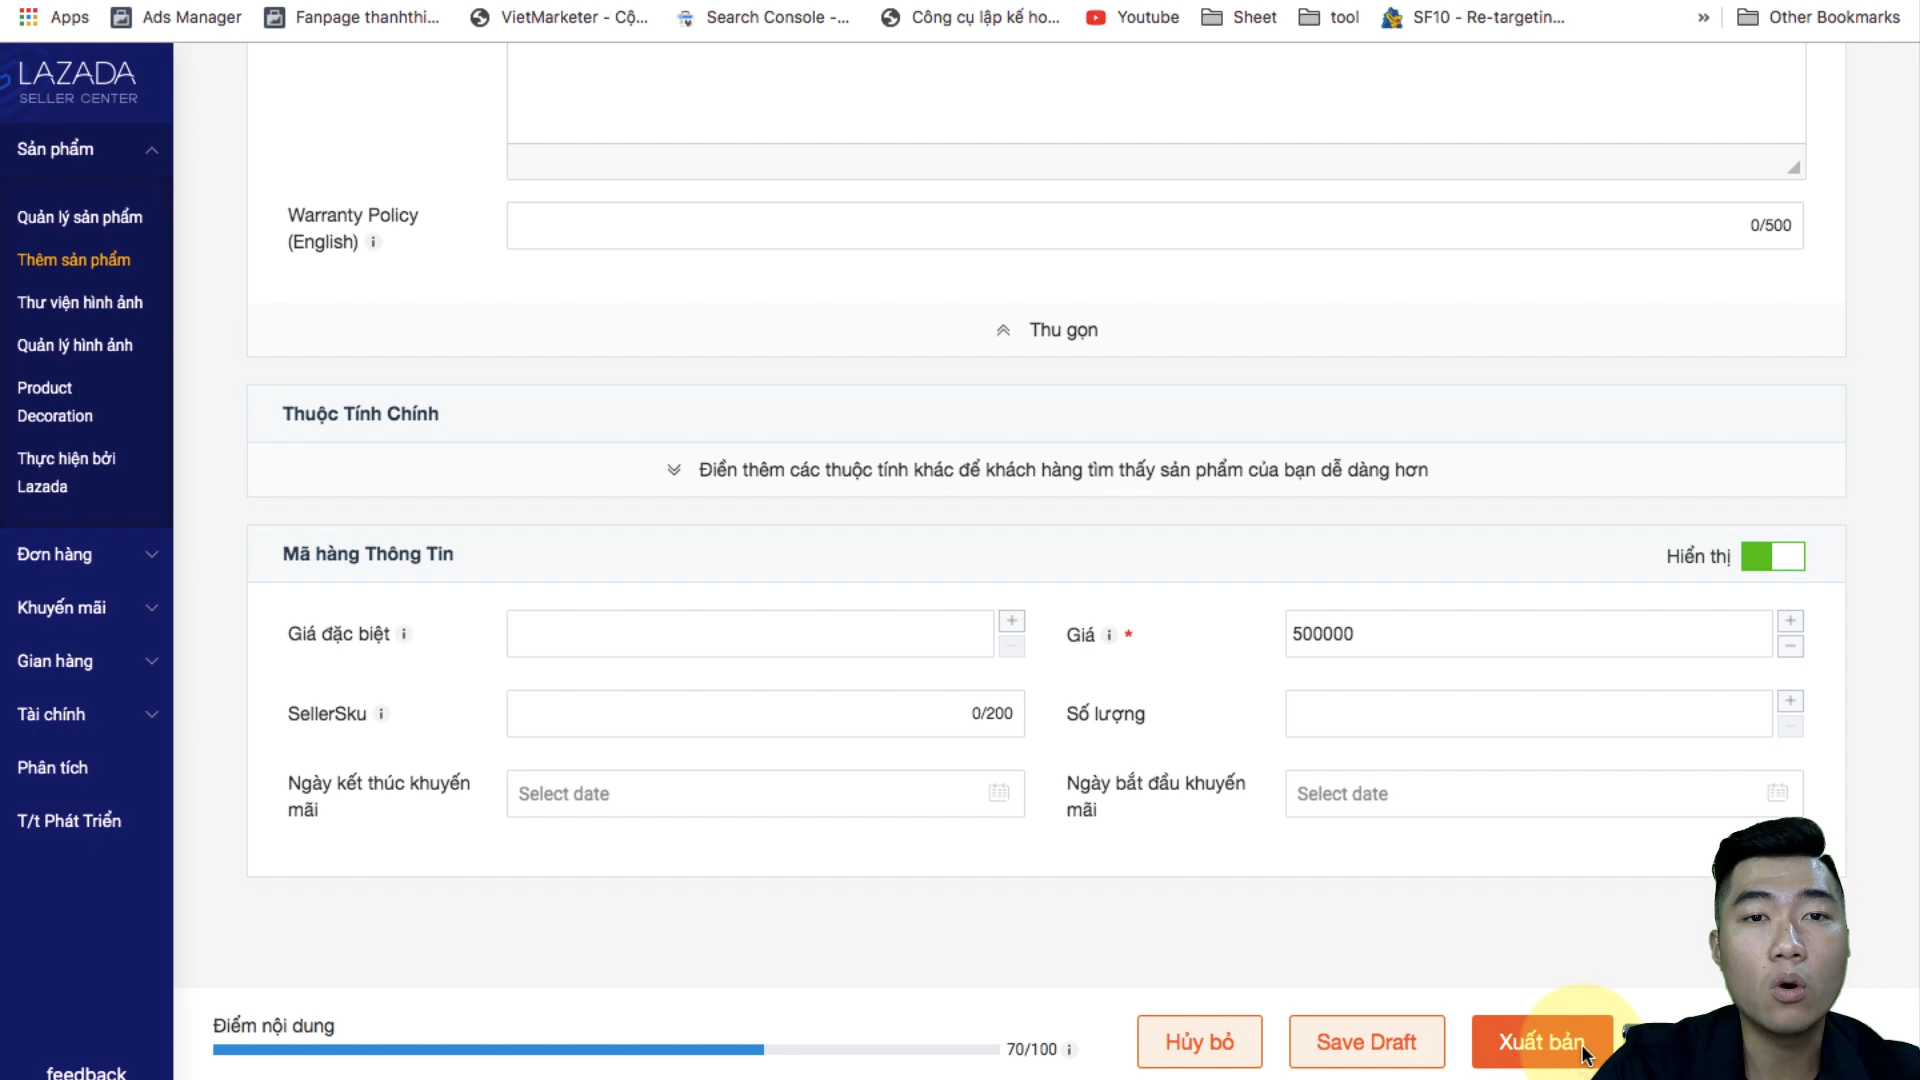 Apps
Ads Manager
Fanpage thanhthi...
VietMarketer - Cộ...
Search Console -...
Công cụ lập kế ho...
Youtube
Sheet
tool
SF10 - Re-targetin...
»
Other Bookmarks
LAZADA
SELLER CENTER
Sản phẩm
Quản lý sản phẩm
Thêm sản phẩm
Thư viện hình ảnh
Quản lý hình ảnh
Product
Decoration
Thực hiện bởi
Lazada
Đơn hàng
Khuyến mãi
Gian hàng
Tài chính
Phân tích
T/t Phát Triển
feedback
Warranty Policy
(English)
0/500
Thu gọn
Thuộc Tính Chính
Điền thêm các thuộc tính khác để khách hàng tìm thấy sản phẩm của bạn dễ dàng hơn
Mã hàng Thông Tin
Hiển thị
Giá đặc biệt
Giá *
500000
SellerSku
0/200
Số lượng
Ngày kết thúc khuyến
mãi
Select date
Ngày bắt đầu khuyến
mãi
Select date
Điểm nội dung
70/100
Hủy bỏ
Save Draft
Xuất bản